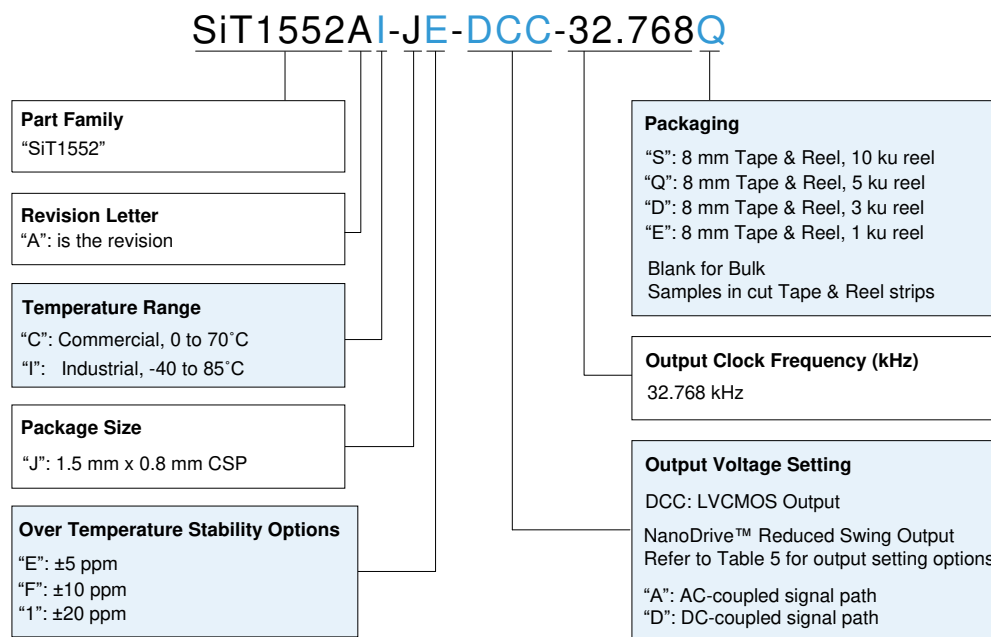 SiT1552AI-JE-DCC-32.768Q
Part Family
“SiT1552”
Revision Letter
“A”: is the revision
Temperature Range
“C”: Commercial, 0 to 70˚C
“I”: Industrial, -40 to 85˚C
Package Size
“J”: 1.5 mm x 0.8 mm CSP
Over Temperature Stability Options
“E”: ±5 ppm
“F”: ±10 ppm
“1”: ±20 ppm
Packaging
“S”: 8 mm Tape & Reel, 10 ku reel
“Q”: 8 mm Tape & Reel, 5 ku reel
“D”: 8 mm Tape & Reel, 3 ku reel
“E”: 8 mm Tape & Reel, 1 ku reel
Blank for Bulk
Samples in cut Tape & Reel strips
Output Clock Frequency (kHz)
32.768 kHz
Output Voltage Setting
DCC: LVCMOS Output
NanoDrive™ Reduced Swing Output
Refer to Table 5 for output setting options
“A”: AC-coupled signal path
“D”: DC-coupled signal path